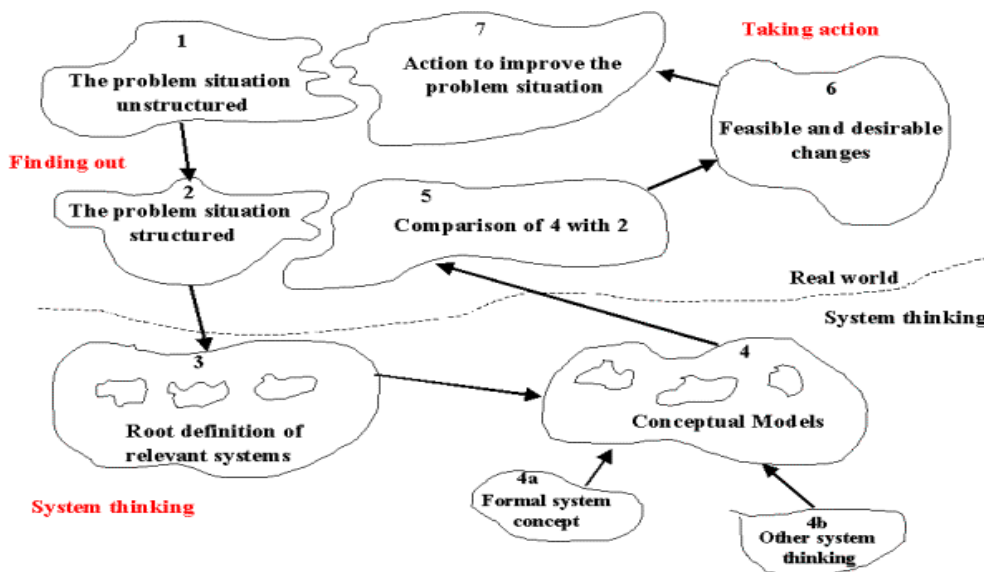 1
The problem situation
unstructured
7
Action to improve the
problem situation
Taking action
6
Feasible and desirable
changes
Finding out
2
The problem situation
structured
5
Comparison of 4 with 2
Real world
System thinking
3
Root definition of
relevant systems
4
Conceptual Models
System thinking
4a
Formal system
concept
4b
Other system
thinking